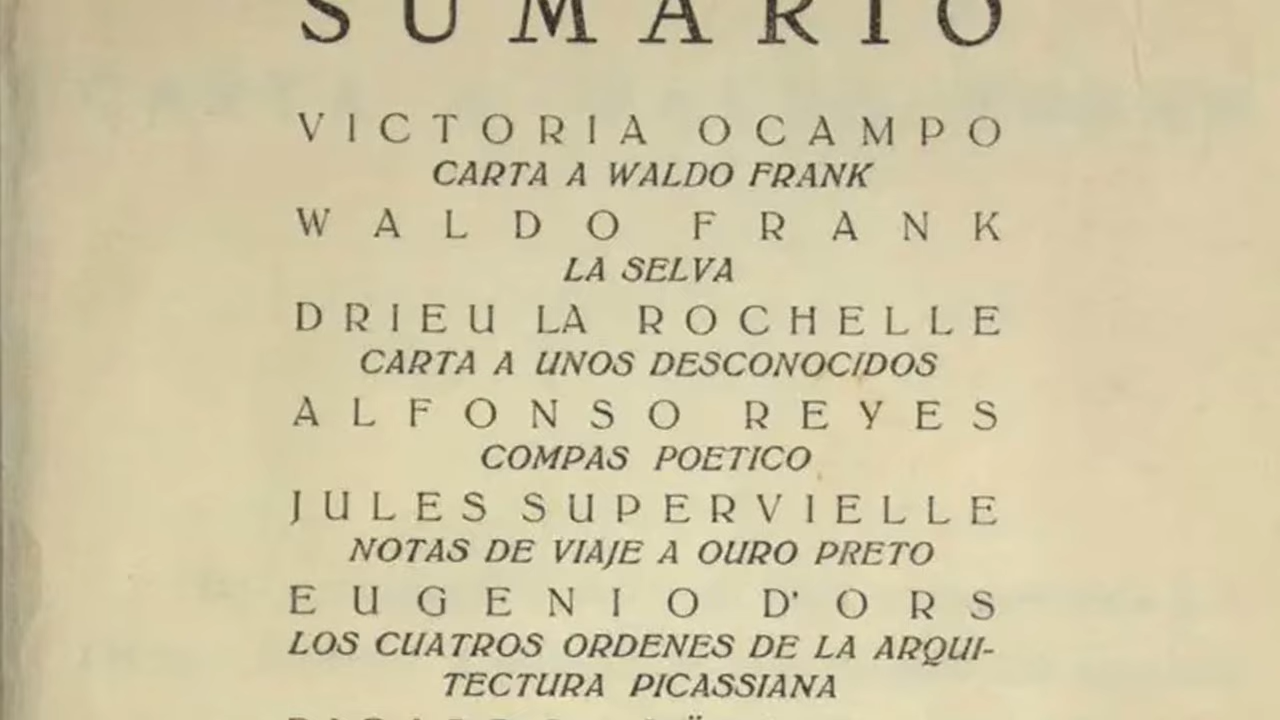 SUMARIO
VICTORIA OCAMPO
CARTA A WALDO FRANK
WALDO FRANK
LA SELVA
DRIEU LA ROCHELLE
CARTA A UNOS DESCONOCIDOS
ALFONSO REYES
COMPAS POETICO
JULES SUPERVIELLE
NOTAS DE VIAJE A OURO PRETO
EUGENIO D'ORS
LOS CUATROS ORDENES DE LA ARQUI-
TECTURA PICASSIANA